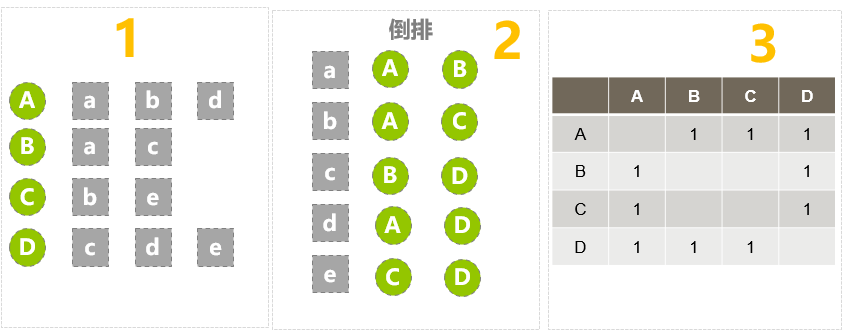 1
A a b d
B a c
C b e
D c d e
倒排
2
a A B
b A C
c B D
d A D
e C D
3
A B C D
A 1 1 1
B 1 1
C 1 1
D 1 1 1